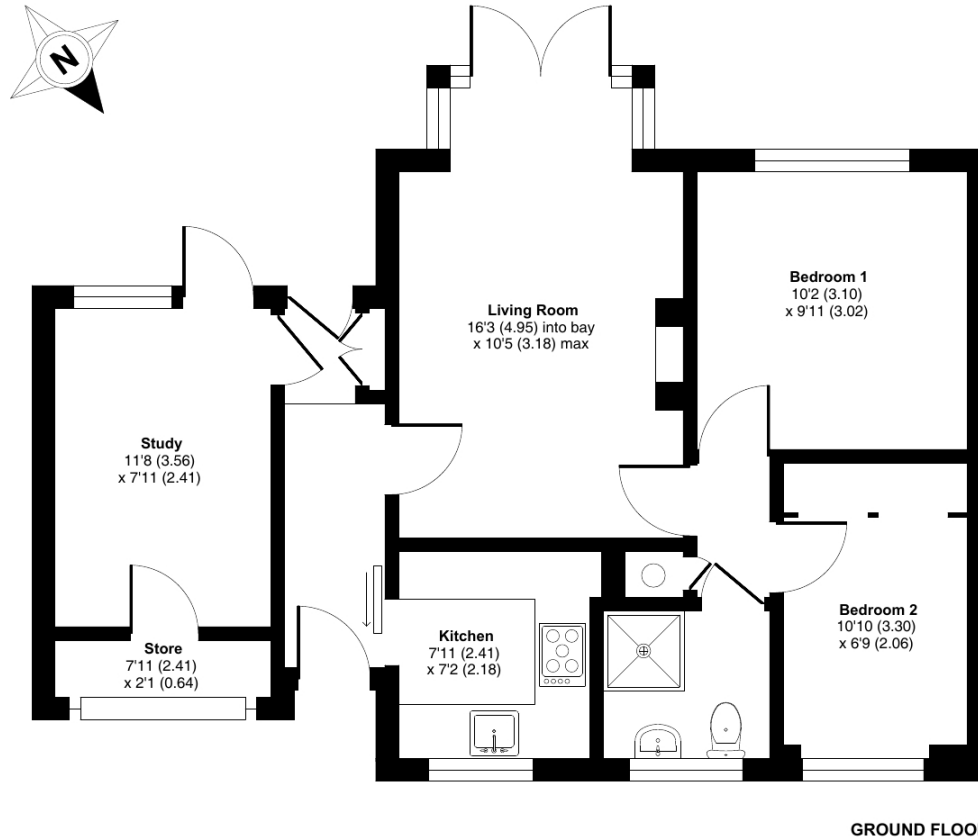 N
Living Room
16'3 (4.95) into bay
x 10'5 (3.18) max
Bedroom 1
10'2 (3.10)
x 9'11 (3.02)
Study
11'8 (3.56)
x 7'11 (2.41)
Store
7'11 (2.41)
x 2'1 (0.64)
Kitchen
7'11 (2.41)
x 7'2 (2.18)
Bedroom 2
10'10 (3.30)
x 6'9 (2.06)
GROUND FLOO